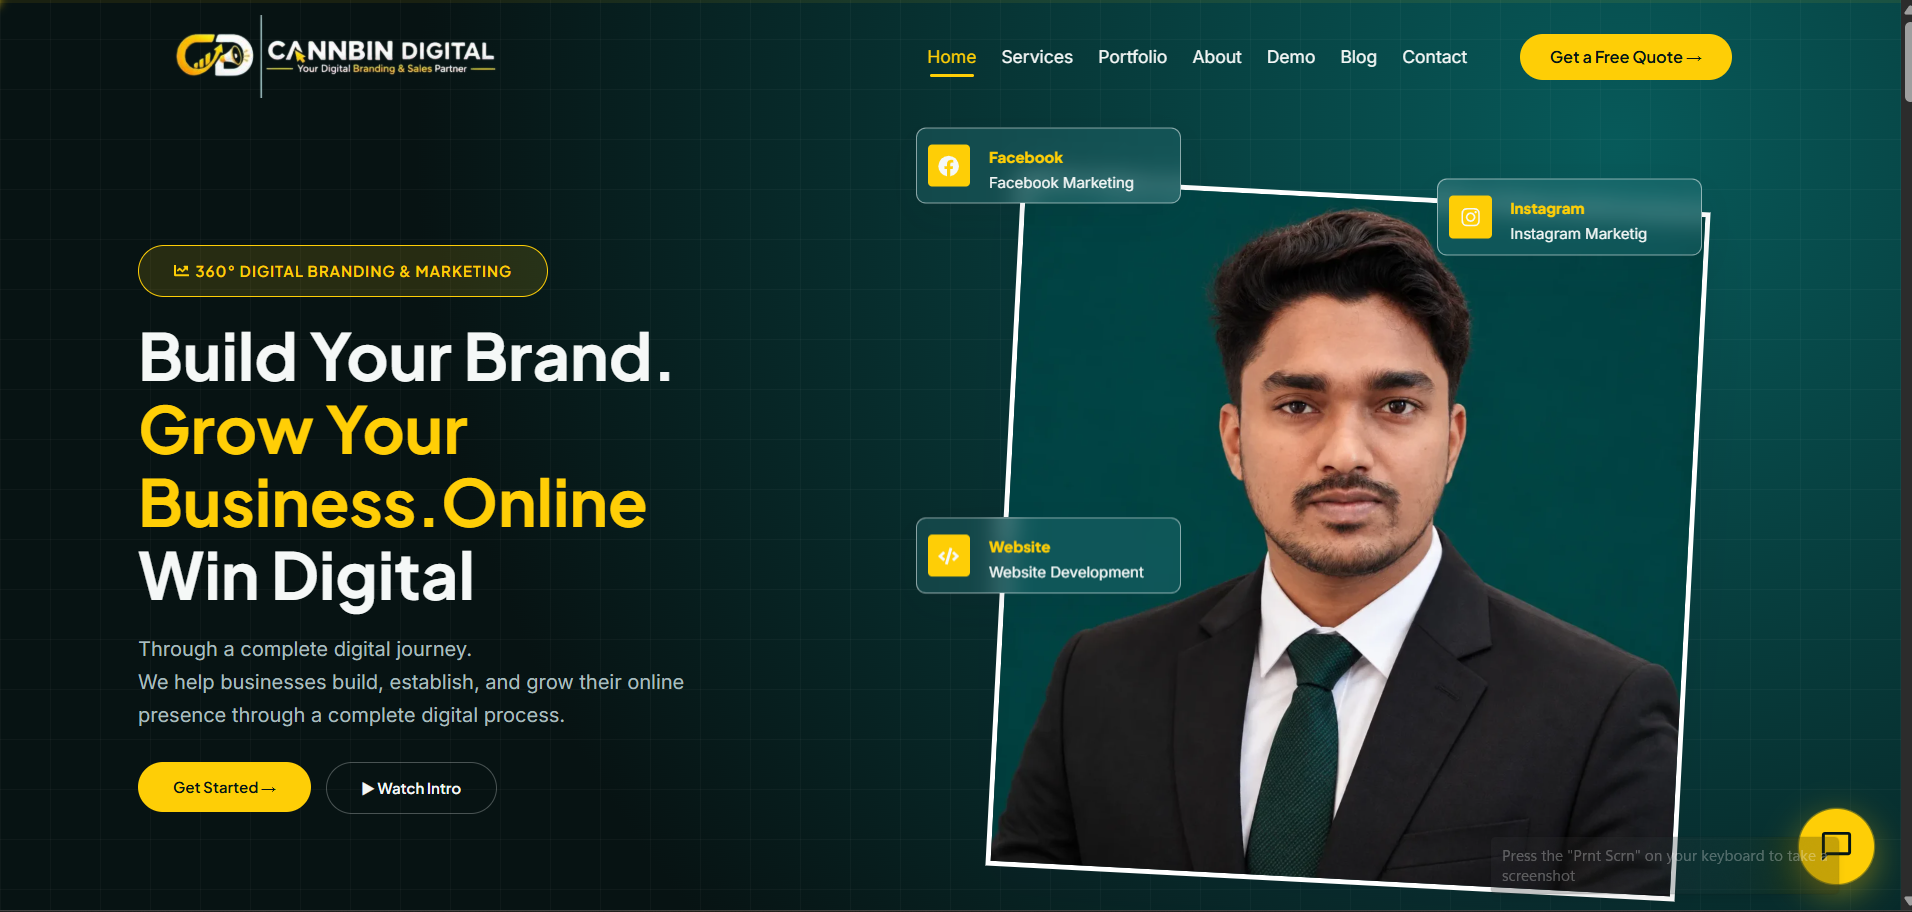 CANNBIN DIGITAL
Your Digital Branding & Sales Partner
Home
Services
Portfolio
About
Demo
Blog
Contact
Get a Free Quote →
Facebook
Facebook Marketing
Instagram
Instagram Marketig
360° DIGITAL BRANDING & MARKETING
Build Your Brand.
Grow Your
Business.Online
Win Digital
Website
Website Development
Through a complete digital journey.
We help businesses build, establish, and grow their online
presence through a complete digital process.
Get Started →
▶ Watch Intro
Press the "Prnt Scrn" on your keyboard to take a
screenshot